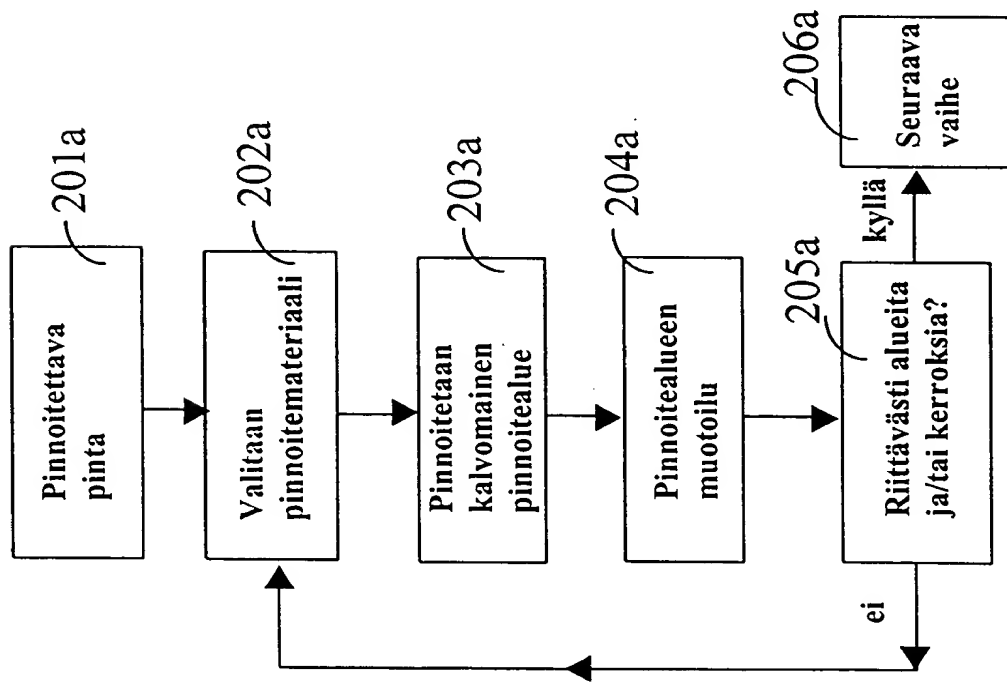 201a
Pinnoitettava
pinta
202a
Valitaan
pinnoitemateriaali
203a
Pinnoitetaan
kalvomainen
pinnoitealue
204a
Pinnoitealueen
muotoilu
205a
Riittävästi alueita
ja/tai kerroksia?
ei
kyllä
206a
Seuraava
vaihe